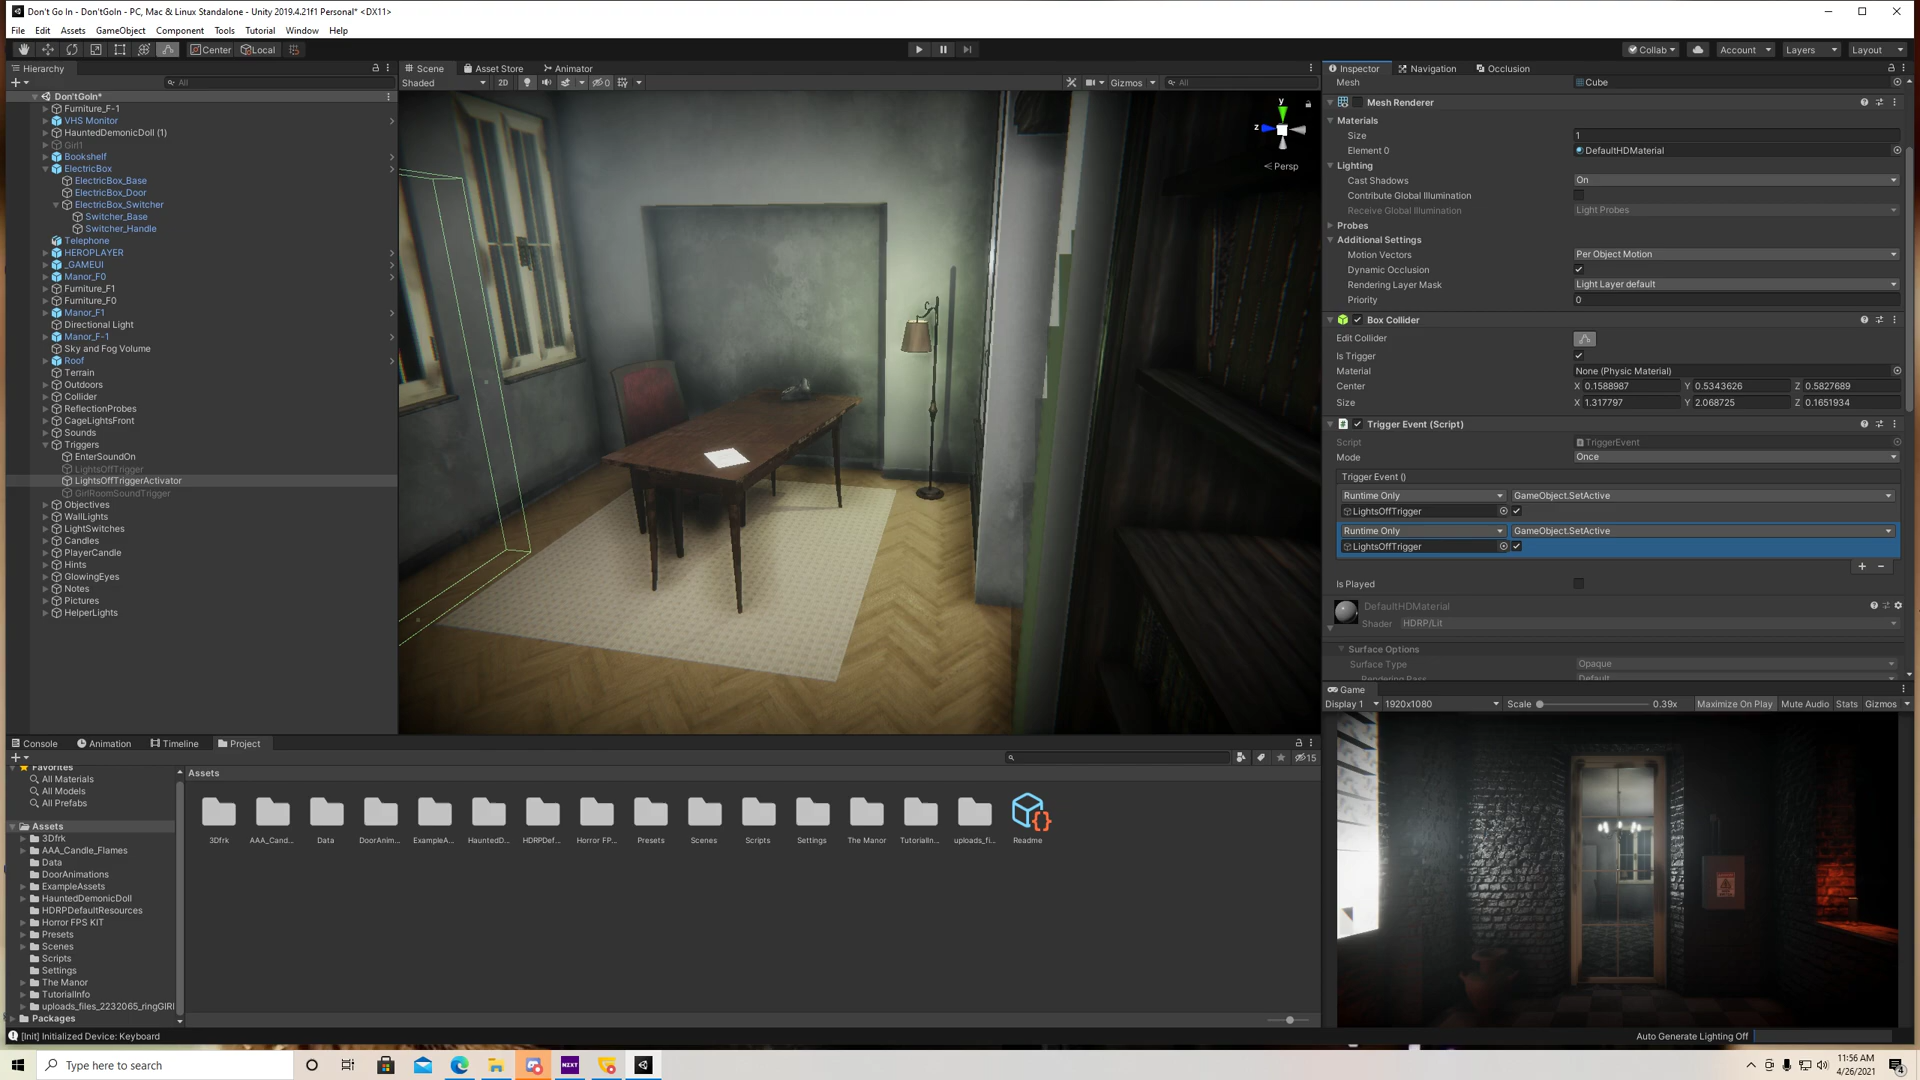 Don't Go In - Don'tGoIn - PC, Mac & Linux Standalone - Unity 2019.4.21f1 Personal* <DX11>
File Edit Assets GameObject Component Tools Tutorial Window Help
Center Local Collab Account Layers Layout
Hierarchy
All
Don'tGoIn*
Furniture_F-1
VHS Monitor
HauntedDemonicDoll (1)
Girl1
Bookshelf
ElectricBox
ElectricBox_Base
ElectricBox_Door
ElectricBox_Switcher
Switcher_Base
Switcher_Handle
Telephone
HEROPLAYER
_GAMEUI
Manor_F0
Furniture_F1
Furniture_F0
Manor_F1
Directional Light
Manor_F-1
Sky and Fog Volume
Roof
Terrain
Outdoors
Collider
ReflectionProbes
CageLightsFront
Sounds
Triggers
EnterSoundOn
LightsOffTrigger
LightsOffTriggerActivator
GirlRoomSoundTrigger
Objectives
WallLights
LightSwitches
Candles
PlayerCandle
Hints
GlowingEyes
Notes
Pictures
HelperLights
Scene Asset Store Animator
Shaded 2D 0 Gizmos All
y
z
Persp
Inspector Navigation Occlusion
Mesh Cube
Mesh Renderer
Materials
Size 1
Element 0 DefaultHDMaterial
Lighting
Cast Shadows On
Contribute Global Illumination
Receive Global Illumination Light Probes
Probes
Additional Settings
Motion Vectors Per Object Motion
Dynamic Occlusion
Rendering Layer Mask Light Layer default
Priority 0
Box Collider
Edit Collider
Is Trigger
Material None (Physic Material)
Center X 0.1588987 Y 0.5343626 Z 0.5827689
Size X 1.317797 Y 2.068725 Z 0.1651934
Trigger Event (Script)
Script TriggerEvent
Mode Once
Trigger Event ()
Runtime Only GameObject.SetActive
LightsOffTrigger
Runtime Only GameObject.SetActive
LightsOffTrigger
Is Played
DefaultHDMaterial
Shader HDRP/Lit
Surface Options
Surface Type Opaque
Rendering Pass Default
Game
Display 1 1920x1080 Scale 0.39x Maximize On Play Mute Audio Stats Gizmos
Console Animation Timeline Project
15
Favorites
All Materials
All Models
All Prefabs
Assets
3Dfrk
AAA_Candle_Flames
Data
DoorAnimations
ExampleAssets
HauntedDemonicDoll
HDRPDefaultResources
Horror FPS KIT
Presets
Scenes
Scripts
Settings
The Manor
TutorialInfo
uploads_files_2232065_ringGIRl
Packages
Assets
3Dfrk AAA_Cand... Data DoorAnim... ExampleA... HauntedD... HDRPDef... Horror FP... Presets Scenes Scripts Settings The Manor TutorialIn... uploads_fi... Readme
[Init] Initialized Device: Keyboard
Auto Generate Lighting Off
Type here to search
NZXT
11:56 AM
4/26/2021
4